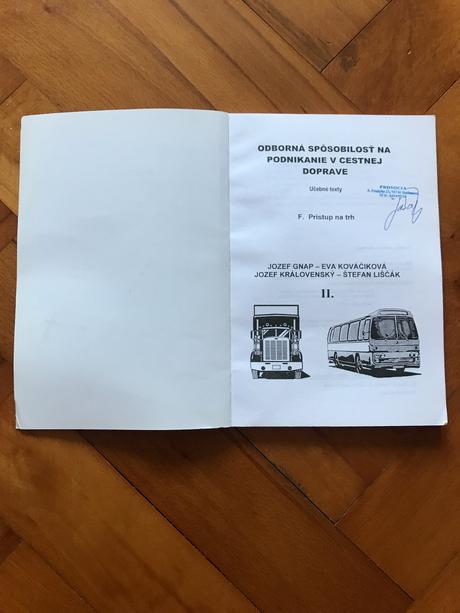 ODBORNÁ SPÔSOBILOSŤ NA
PODNIKANIE V CESTNEJ
DOPRAVE
Učebné texty
F. Prístup na trh
JOZEF GNAP – EVA KOVÁČIKOVÁ
JOZEF KRÁLOVENSKÝ – ŠTEFAN LIŠČÁK
II.